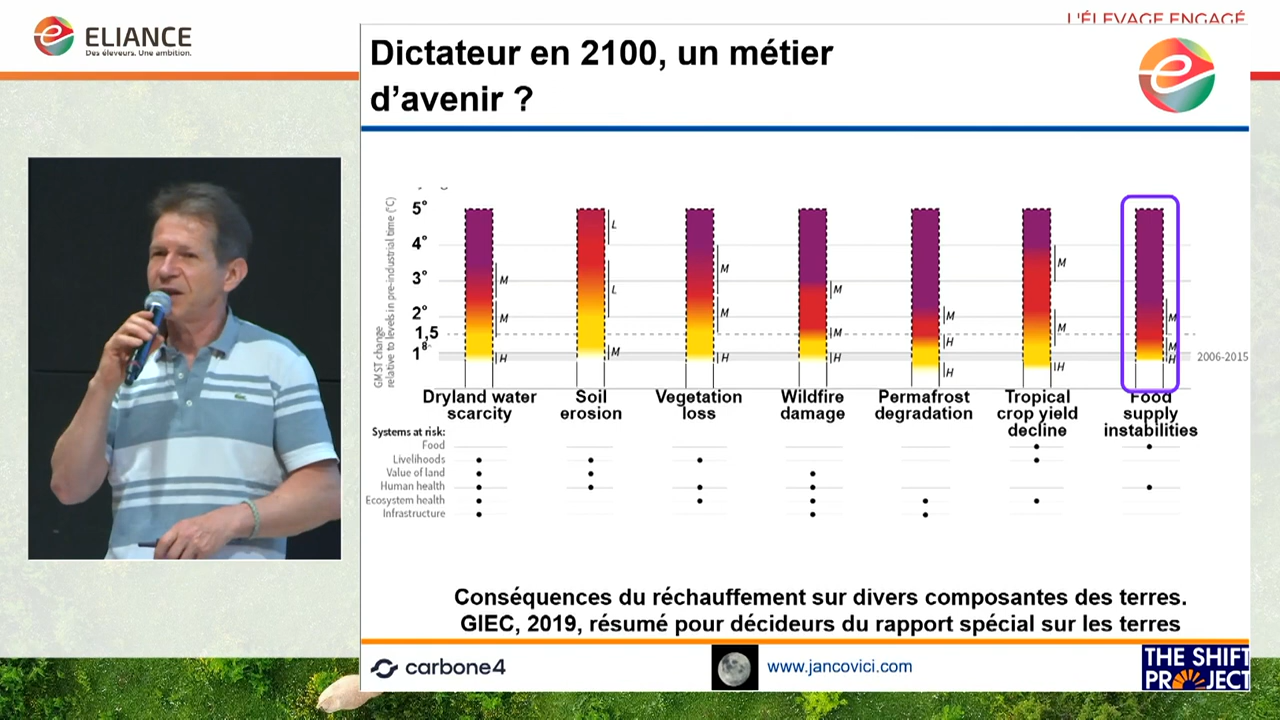 ELIANCE
Des éleveurs. Une ambition.
L'ÉLEVAGE ENGAGÉ
Dictateur en 2100, un métier
d'avenir ?
GMST change
relative to levels in pre-industrial time (°C)
5°
4°
3°
2°
1,5
1°
L
M
L
M
M
M
M
M
M
M
M
M
H
M
H
M
H
H
H
H
H
H
2006-2015
Dryland water
scarcity
Soil
erosion
Vegetation
loss
Wildfire
damage
Permafrost
degradation
Tropical
crop yield
decline
Food
supply
instabilities
Systems at risk:
Food
Livelihoods
Value of land
Human health
Ecosystem health
Infrastructure
Conséquences du réchauffement sur divers composantes des terres.
GIEC, 2019, résumé pour décideurs du rapport spécial sur les terres
carbone4
www.jancovici.com
THE SHIFT
PROJECT